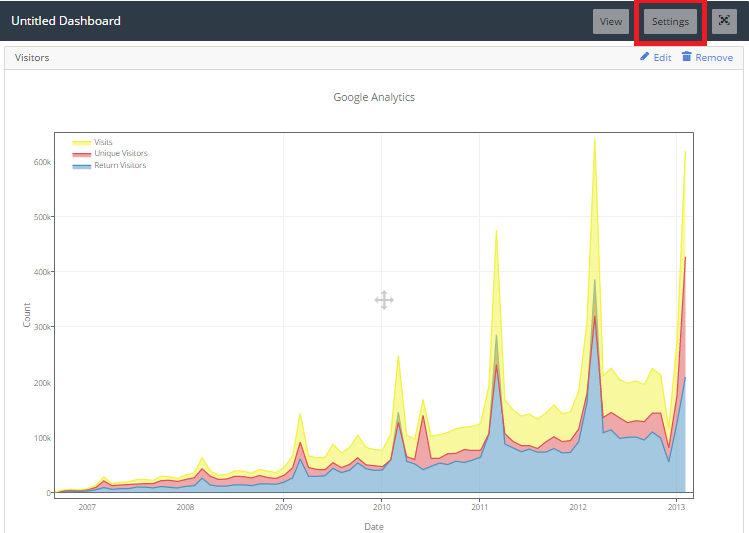 Untitled Dashboard
View
Settings
Visitors
Edit
Remove
Google Analytics
Visits
Unique Visitors
Return Visitors
600k
500k
400k
300k
200k
100k
0
Count
2007
2008
2009
2010
2011
2012
2013
Date